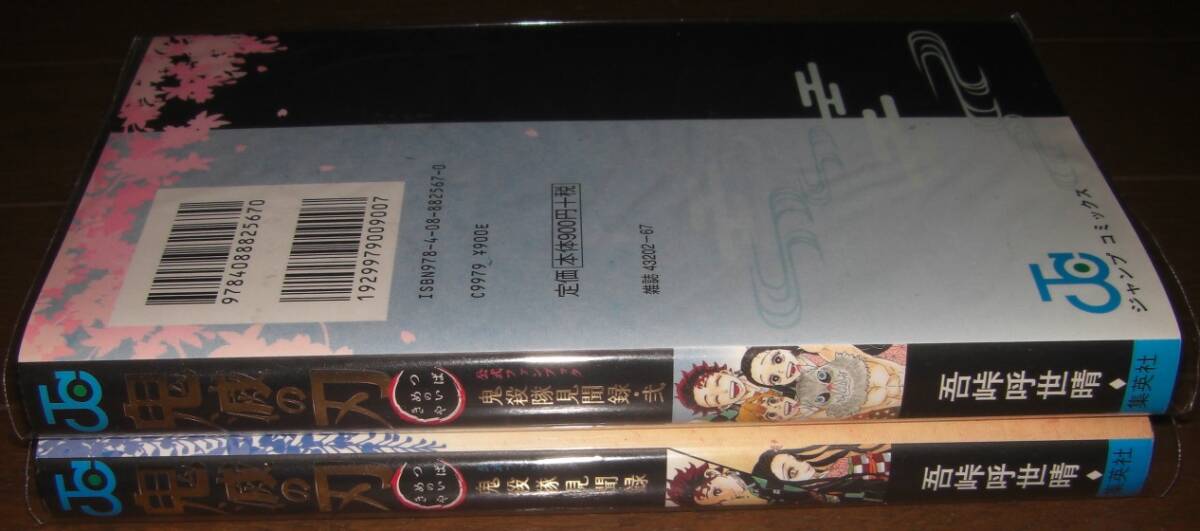 9784088825670
1929979009007
ISBN978-4-08-882567-0
C9979 ¥900E
定価 本体900円+税
雑誌 43202-67
JC
ジャンプ コミックス
JC
鬼滅の刃
きめつのやいば
公式ファンブック
鬼殺隊見聞録・弐
吾峠呼世晴
集英社
JC
鬼滅の刃
きめつのやいば
鬼殺隊見聞録
吾峠呼世晴
集英社